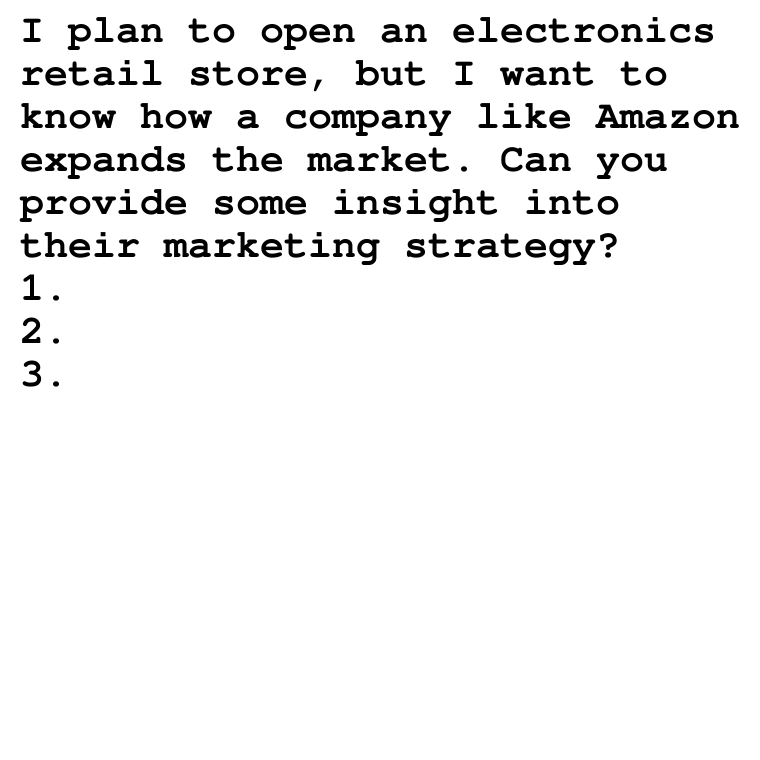 I plan to open an electronics
retail store, but I want to
know how a company like Amazon
expands the market. Can you
provide some insight into
their marketing strategy?
1.
2.
3.